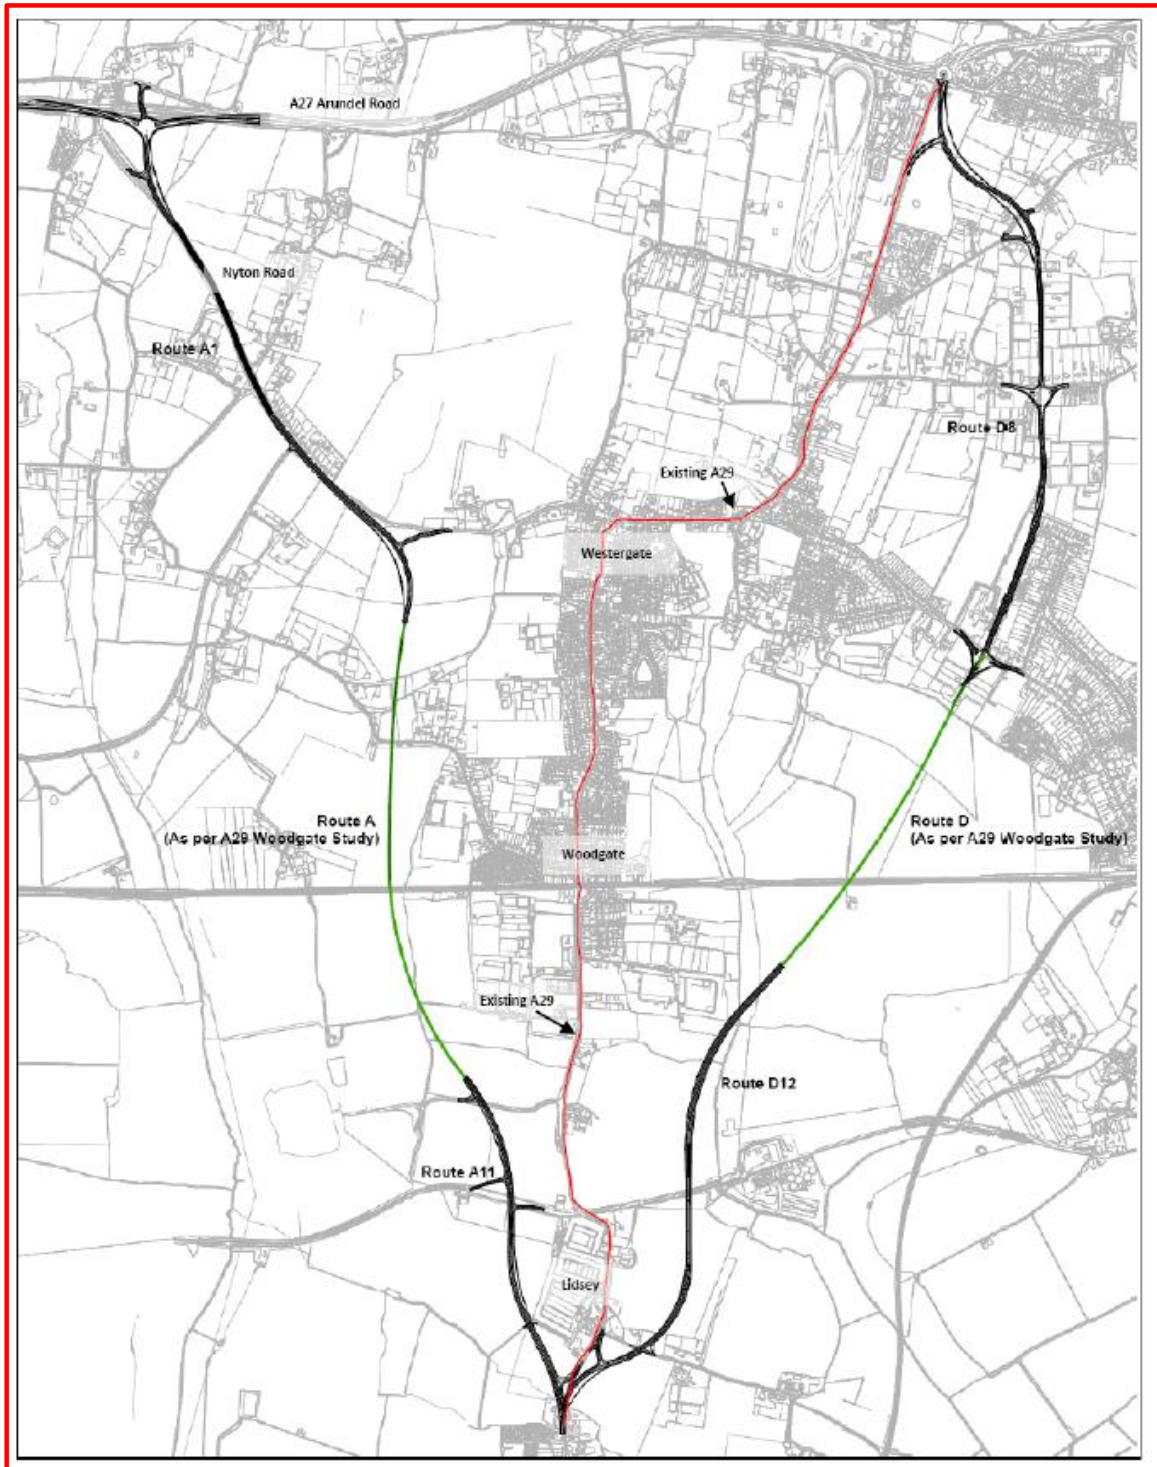 A27 Arundel Road
Nyton Road
Route A1
Route D8
Existing A29
Westergate
Route A
(As per A29 Woodgate Study)
Route D
(As per A29 Woodgate Study)
Woodgate
Existing A29
Route D12
Route A11
Lidsey